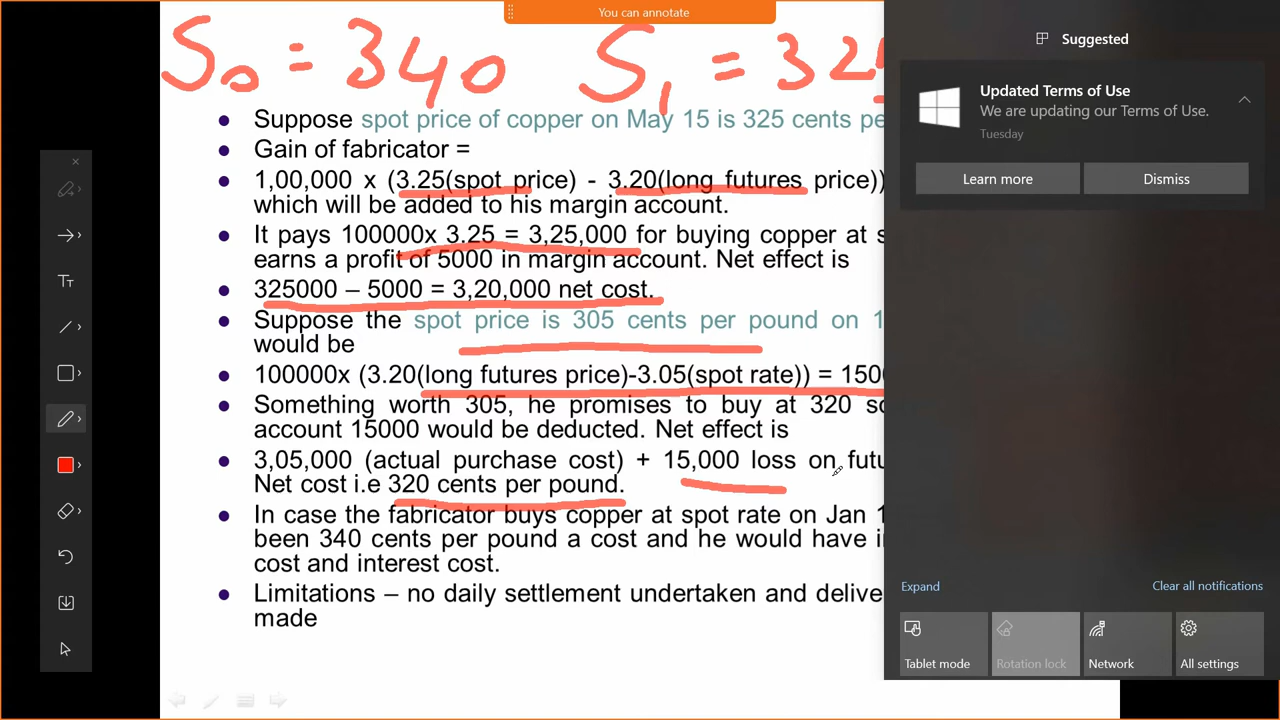 You can annotate
S0 = 340 S1 = 325
Suppose spot price of copper on May 15 is 325 cents pe
Gain of fabricator =
1,00,000 x (3.25(spot price) - 3.20(long futures price))
which will be added to his margin account.
It pays 100000x 3.25 = 3,25,000 for buying copper at s
earns a profit of 5000 in margin account. Net effect is
325000 – 5000 = 3,20,000 net cost.
Suppose the spot price is 305 cents per pound on 1
would be
100000x (3.20(long futures price)-3.05(spot rate)) = 150
Something worth 305, he promises to buy at 320 so
account 15000 would be deducted. Net effect is
3,05,000 (actual purchase cost) + 15,000 loss on futu
Net cost i.e 320 cents per pound.
In case the fabricator buys copper at spot rate on Jan 1
been 340 cents per pound a cost and he would have i
cost and interest cost.
Limitations – no daily settlement undertaken and delive
made
Suggested
Updated Terms of Use
We are updating our Terms of Use.
Tuesday
Learn more Dismiss
Expand Clear all notifications
Tablet mode Rotation lock Network All settings
Tт